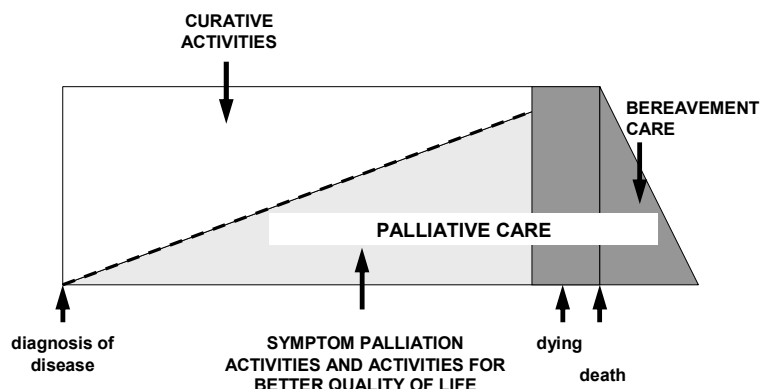 CURATIVE
ACTIVITIES
BEREAVEMENT
CARE
PALLIATIVE CARE
diagnosis of
disease
SYMPTOM PALLIATION
ACTIVITIES AND ACTIVITIES FOR
BETTER QUALITY OF LIFE
dying
death